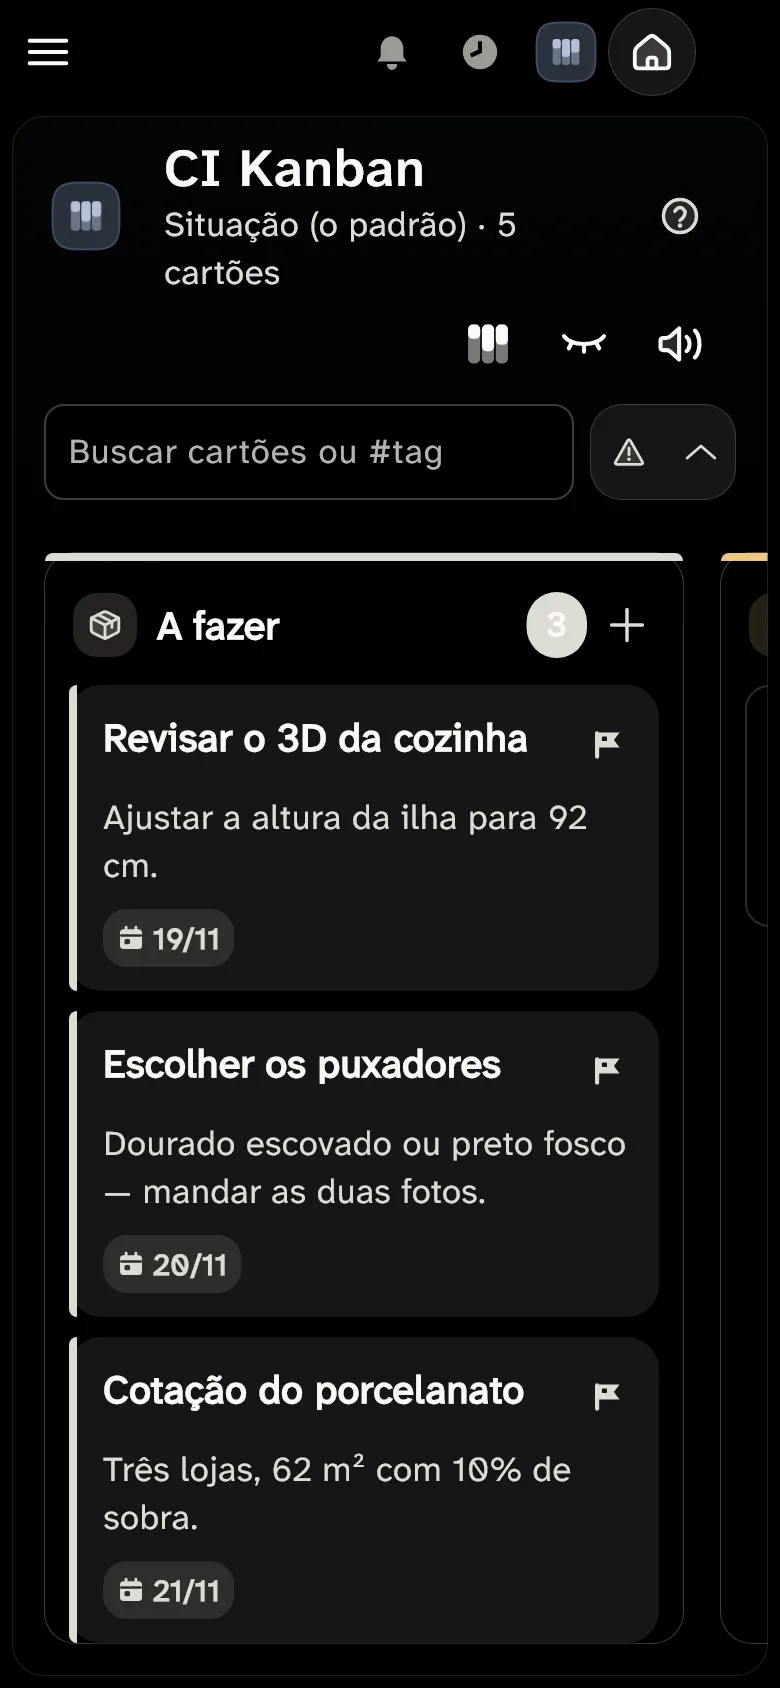 CI Kanban
Situação (o padrão) · 5
cartões
Buscar cartões ou #tag
A fazer
3
Revisar o 3D da cozinha
Ajustar a altura da ilha para 92
cm.
19/11
Escolher os puxadores
Dourado escovado ou preto fosco
— mandar as duas fotos.
20/11
Cotação do porcelanato
Três lojas, 62 m² com 10% de
sobra.
21/11